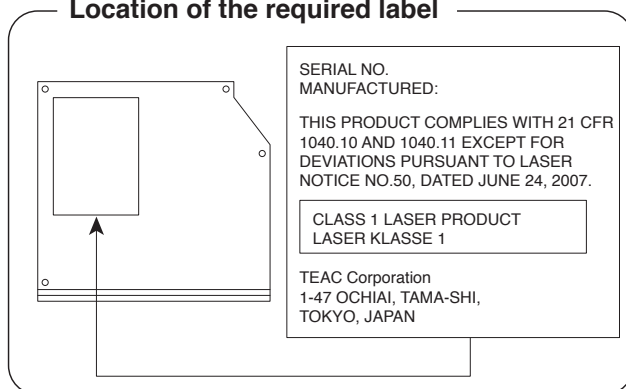 Location of the required label
SERIAL NO.
MANUFACTURED:
THIS PRODUCT COMPLIES WITH 21 CFR
1040.10 AND 1040.11 EXCEPT FOR
DEVIATIONS PURSUANT TO LASER
NOTICE NO.50, DATED JUNE 24, 2007.
CLASS 1 LASER PRODUCT
LASER KLASSE 1
TEAC Corporation
1-47 OCHIAI, TAMA-SHI,
TOKYO, JAPAN